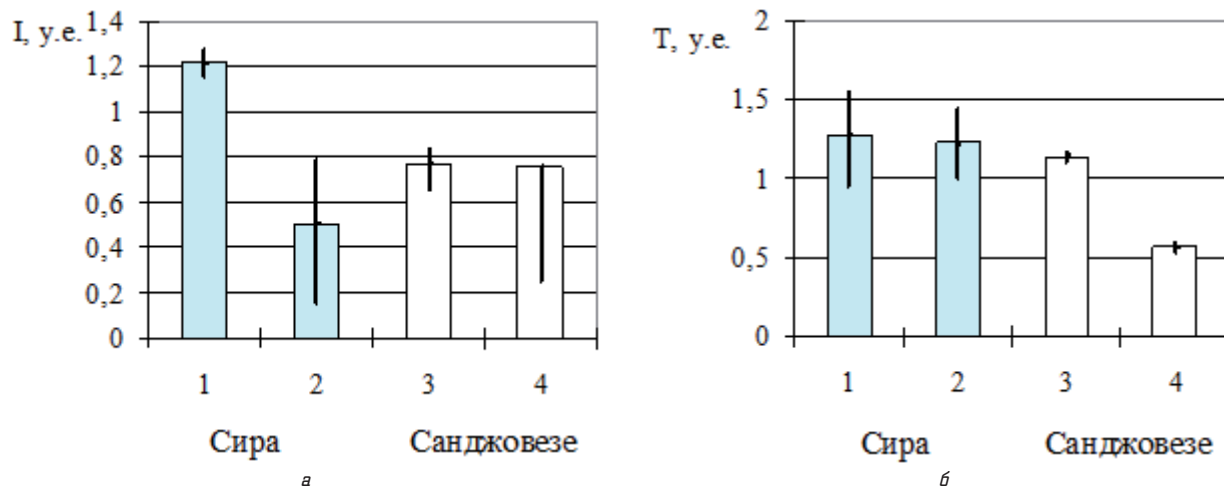 I, у.е.
1,4
1,2
1
0,8
0,6
0,4
0,2
0
1 2 3 4
Сира Санджовезе
а
T, у.е.
2
1,5
1
0,5
0
1 2 3 4
Сира Санджовезе
б